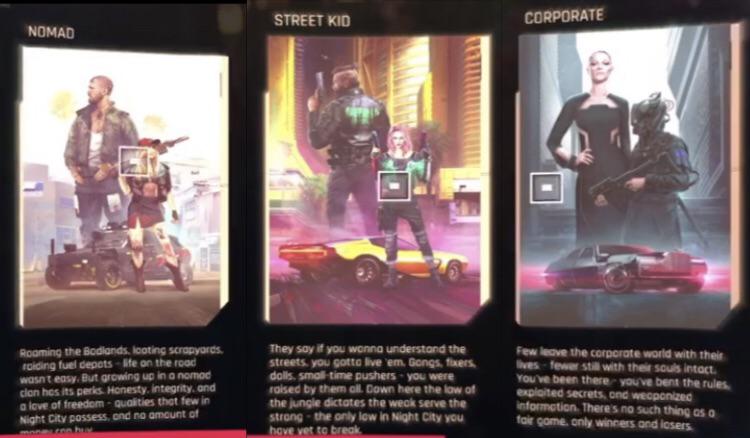 NOMAD
Roaming the Badlands, looting scrapyards,
raiding fuel depots - life on the road
wasn't easy. But growing up in a nomad
clan has its perks. Honesty, integrity, and
a love of freedom - qualities that few in
Night City possess, and no amount of
money can buy.
STREET KID
They say if you wanna understand the
streets, you gotta live 'em. Gangs, fixers,
dolls, small-time pushers - you were
raised by them all. Down here the law of
the jungle dictates the weak serve the
strong - the only law in Night City you
have yet to break.
CORPORATE
Few leave the corporate world with their
lives - fewer still with their souls intact.
You've been there - you've bent the rules,
exploited secrets, and weaponized
information. There's no such thing as a
fair game, only winners and losers.